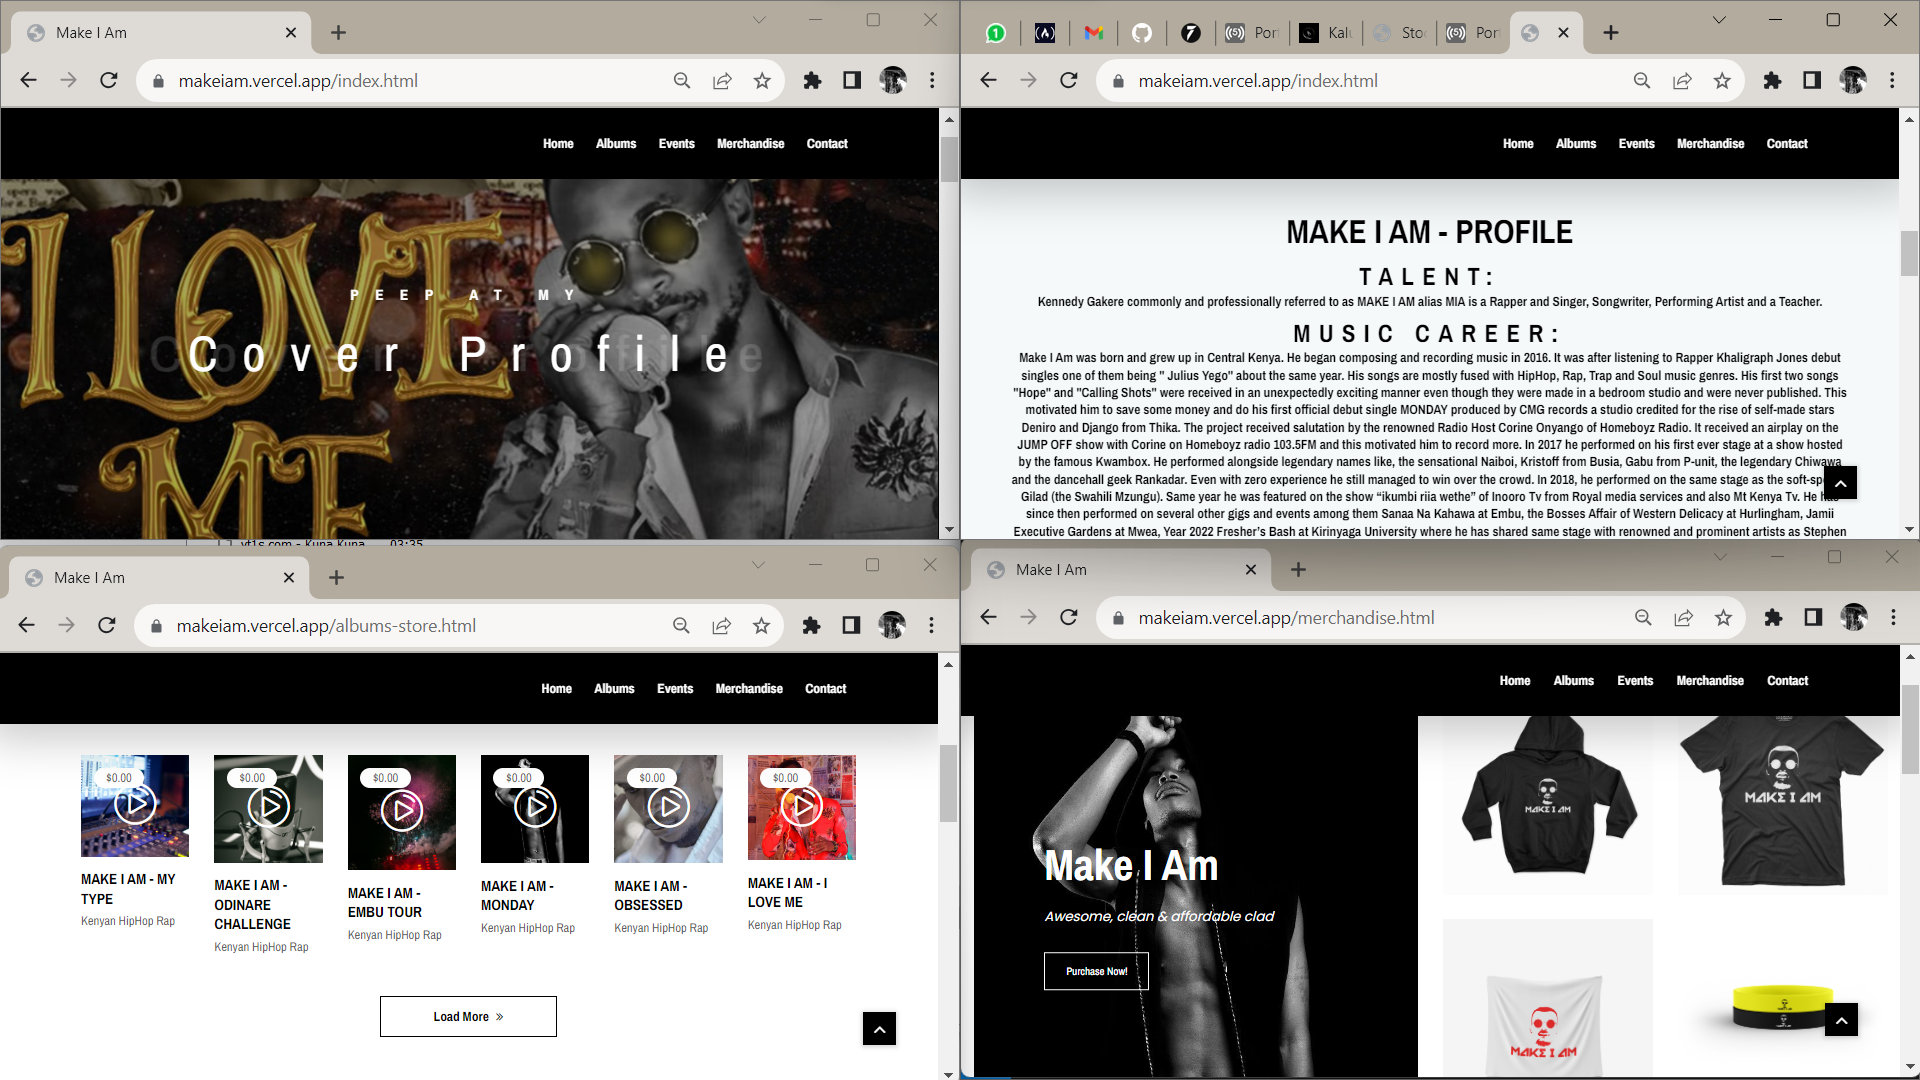 Make I Am
makeiam.vercel.app/index.html
Home Albums Events Merchandise Contact
I LOVE
ME
PEEP AT MY
Cover Profile
yt1s.com - Kuna Kuna ... 03:35
1
(A)
Port
Kalu
Stoc
Port
makeiam.vercel.app/index.html
Home Albums Events Merchandise Contact
MAKE I AM - PROFILE
TALENT:
Kennedy Gakere commonly and professionally referred to as MAKE I AM alias MIA is a Rapper and Singer, Songwriter, Performing Artist and a Teacher.
MUSIC CAREER:
Make I Am was born and grew up in Central Kenya. He began composing and recording music in 2016. It was after listening to Rapper Khaligraph Jones debut
singles one of them being " Julius Yego" about the same year. His songs are mostly fused with HipHop, Rap, Trap and Soul music genres. His first two songs
"Hope" and "Calling Shots" were received in an unexpectedly exciting manner even though they were made in a bedroom studio and were never published. This
motivated him to save some money and do his first official debut single MONDAY produced by CMG records a studio credited for the rise of self-made stars
Deniro and Django from Thika. The project received salutation by the renowned Radio Host Corine Onyango of Homeboyz Radio. It received an airplay on the
JUMP OFF show with Corine on Homeboyz radio 103.5FM and this motivated him to record more. In 2017 he performed on his first ever stage at a show hosted
by the famous Kwambox. He performed alongside legendary names like, the sensational Naiboi, Kristoff from Busia, Gabu from P-unit, the legendary Chiwawa
and the dancehall geek Rankadar. Even with zero experience he still managed to win over the crowd. In 2018, he performed on the same stage as the soft-sp
Gilad (the Swahili Mzungu). Same year he was featured on the show “ikumbi riia wethe” of Inooro Tv from Royal media services and also Mt Kenya Tv. He has
since then performed on several other gigs and events among them Sanaa Na Kahawa at Embu, the Bosses Affair of Western Delicacy at Hurlingham, Jamii
Executive Gardens at Mwea, Year 2022 Fresher’s Bash at Kirinyaga University where he has shared same stage with renowned and prominent artists as Stephen
Make I Am
makeiam.vercel.app/albums-store.html
Home Albums Events Merchandise Contact
$0.00 $0.00 $0.00 $0.00 $0.00 $0.00
MAKE I AM - MY
TYPE
Kenyan HipHop Rap
MAKE I AM -
ODINARE
CHALLENGE
Kenyan HipHop Rap
MAKE I AM -
EMBU TOUR
Kenyan HipHop Rap
MAKE I AM -
MONDAY
Kenyan HipHop Rap
MAKE I AM -
OBSESSED
Kenyan HipHop Rap
MAKE I AM - I
LOVE ME
Kenyan HipHop Rap
Load More »
Make I Am
makeiam.vercel.app/merchandise.html
Home Albums Events Merchandise Contact
Make I Am
Awesome, clean & affordable clad
Purchase Now!
MAKE I AM
MAKE I AM
MAKE I AM